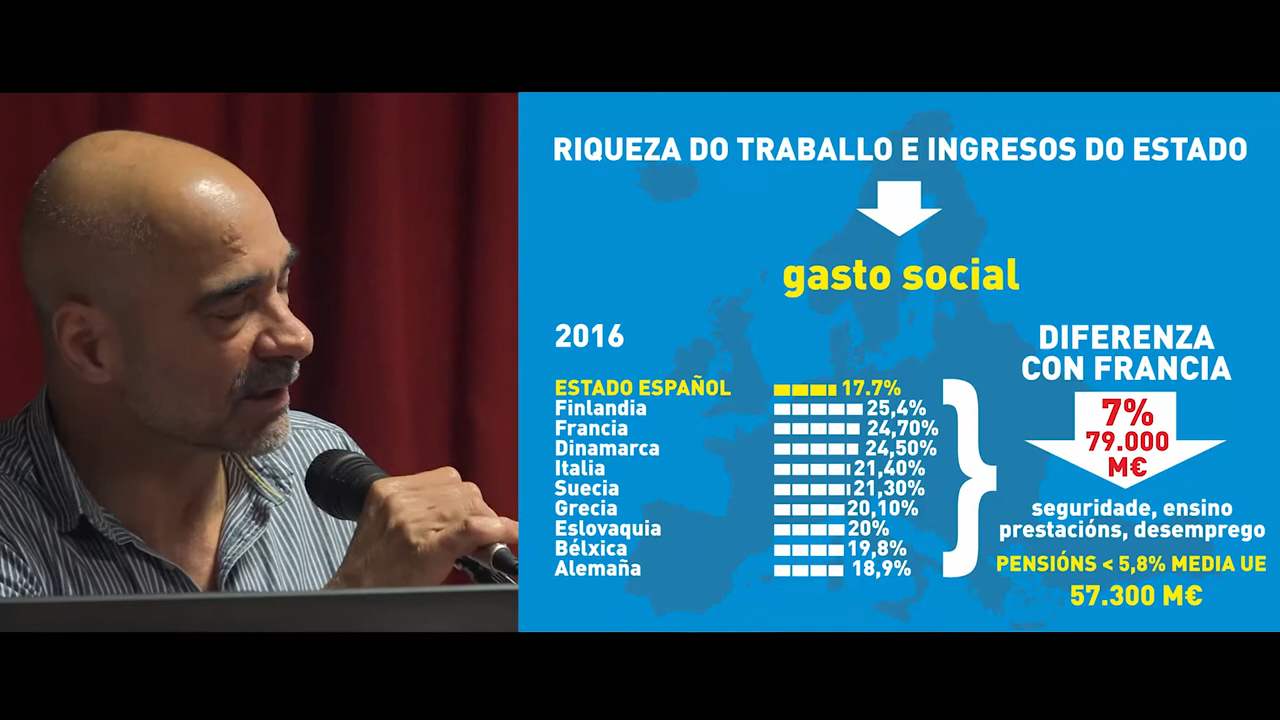 RIQUEZA DO TRABALLO E INGRESOS DO ESTADO
gasto social
2016
ESTADO ESPAÑOL 17.7%
Finlandia 25,4%
Francia 24,70%
Dinamarca 24,50%
Italia 21,40%
Suecia 21,30%
Grecia 20,10%
Eslovaquia 20%
Bélxica 19,8%
Alemaña 18,9%
DIFERENZA
CON FRANCIA
7%
79.000
M€
seguridade, ensino
prestacións, desemprego
PENSIÓNS < 5,8% MEDIA UE
57.300 M€